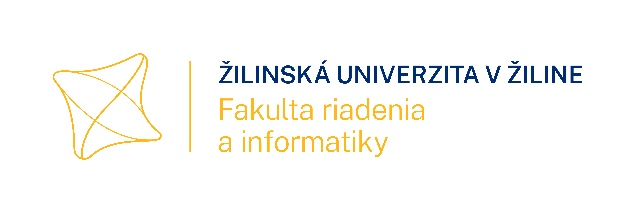 ŽILINSKÁ UNIVERZITA V ŽILINE
Fakulta riadenia
a informatiky